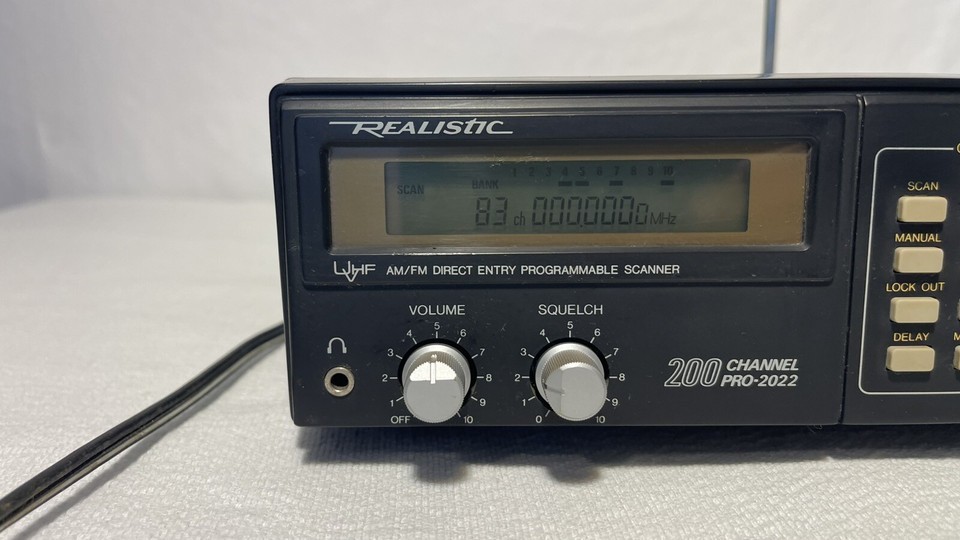 REALISTIC
1 2 3 4 5 6 7 8 9 10
SCAN BANK
83 ch 000.0000 MHz
UVHF AM/FM DIRECT ENTRY PROGRAMMABLE SCANNER
VOLUME
OFF 1 2 3 4 5 6 7 8 9 10
SQUELCH
0 1 2 3 4 5 6 7 8 9 10
200 CHANNEL
PRO-2022
SCAN
MANUAL
LOCK OUT
DELAY